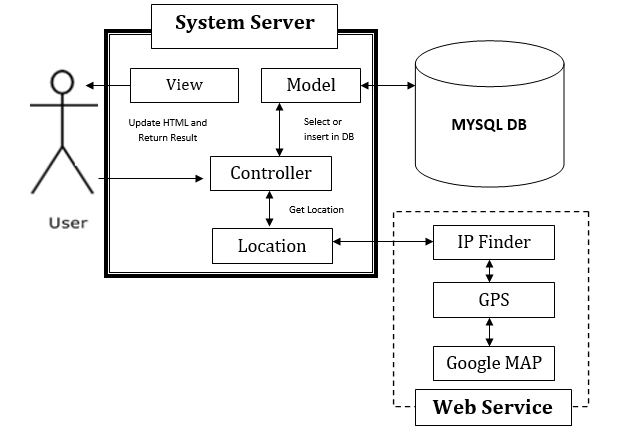 System Server
View
Model
MYSQL DB
Update HTML and
Return Result
Select or
insert in DB
Controller
User
Get Location
Location
IP Finder
GPS
Google MAP
Web Service